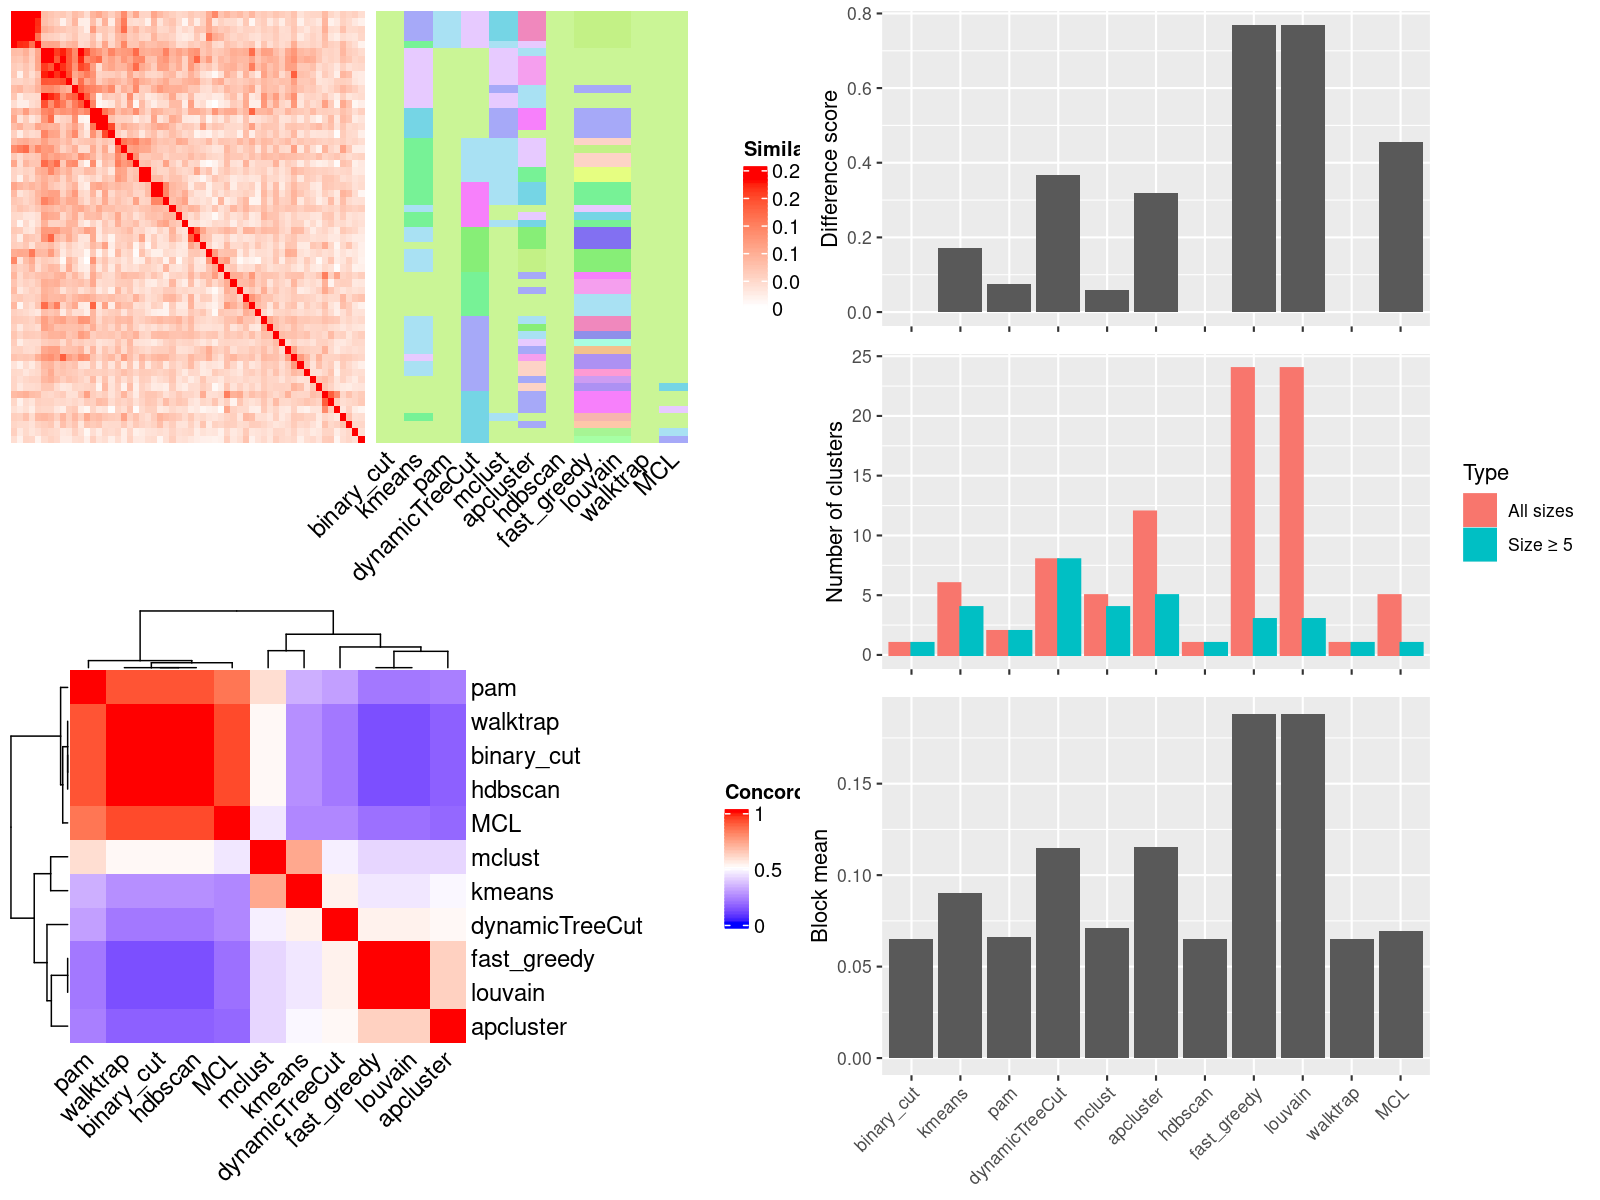 Simila
0.2
0.2
0.1
0.1
0.0
0
binary_cut
kmeans
pam
dynamicTreeCut
mclust
apcluster
hdbscan
fast_greedy
louvain
walktrap
MCL
pam
walktrap
binary_cut
hdbscan
MCL
mclust
kmeans
dynamicTreeCut
fast_greedy
louvain
apcluster
pam
walktrap
binary_cut
hdbscan
MCL
mclust
kmeans
dynamicTreeCut
fast_greedy
louvain
apcluster
Concord
1
0.5
0
Difference score
0.8
0.6
0.4
0.2
0.0
Number of clusters
25
20
15
10
5
0
Type
All sizes
Size ≥ 5
Block mean
0.15
0.10
0.05
0.00
binary_cut
kmeans
pam
dynamicTreeCut
mclust
apcluster
hdbscan
fast_greedy
louvain
walktrap
MCL